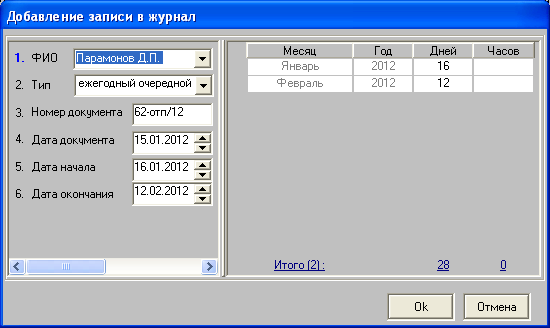 Добавление записи в журнал
1. ФИО Парамонов Д.П.
2. Тип ежегодный очередной
3. Номер документа 62-отп/12
4. Дата документа 15.01.2012
5. Дата начала 16.01.2012
6. Дата окончания 12.02.2012
Месяц Год Дней Часов
Январь 2012 16
Февраль 2012 12
Итого (2) : 28 0
Ok Отмена